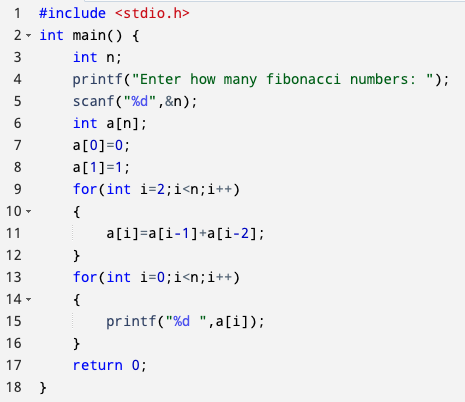 1 #include <stdio.h>
2 int main() {
3 int n;
4 printf("Enter how many fibonacci numbers: ");
5 scanf("%d",&n);
6 int a[n];
7 a[0]=0;
8 a[1]=1;
9 for(int i=2;i<n;i++)
10 {
11 a[i]=a[i-1]+a[i-2];
12 }
13 for(int i=0;i<n;i++)
14 {
15 printf("%d ",a[i]);
16 }
17 return 0;
18 }